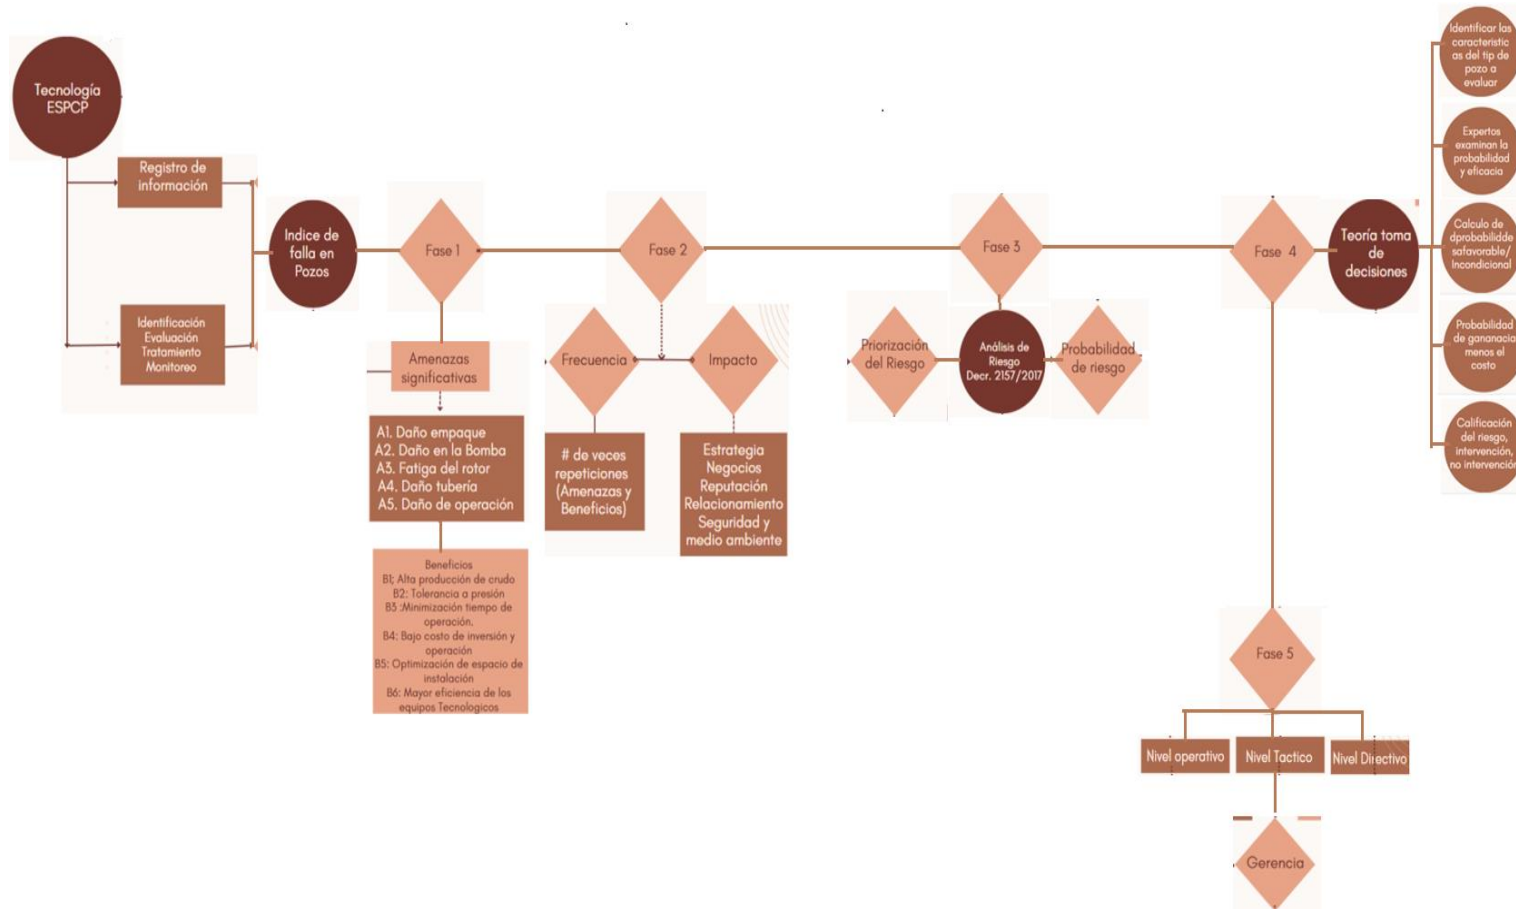 Tecnología
ESPCP
Registro de
información
Identificación
Evaluación
Tratamiento
Monitoreo
Indice de
falla en
Pozos
Fase 1
Amenazas
significativas
A1. Daño empaque
A2. Daño en la Bomba
A3. Fatiga del rotor
A4. Daño tubería
A5. Daño de operación
Beneficios
B1; Alta producción de crudo
B2: Tolerancia a presión
B3 :Minimización tiempo de
operación.
B4: Bajo costo de inversión y
operación
B5: Optimización de espacio de
instalación
B6: Mayor eficiencia de los
equipos Tecnologicos
Fase 2
Frecuencia
Impacto
# de veces
repeticiones
(Amenazas y
Beneficios)
Estrategia
Negocios
Reputación
Relacionamiento
Seguridad y
medio ambiente
Fase 3
Priorización
del Riesgo
Análisis de
Riesgo
Decr. 2157/2017
Probabilidad
de riesgo
Fase 4
Teoría toma
de
decisiones
Identificar las
caracteristic
as del tip de
pozo a
evaluar
Expertos
examinan la
probabilidad
y eficacia
Calculo de
dprobabilidde
safavorable/
Incondicional
Probabilidad
de gananacia
menos el
costo
Calificación
del riesgo,
intervención,
no intervención
Fase 5
Nivel operativo
Nivel Tactico
Nivel Directivo
Gerencia